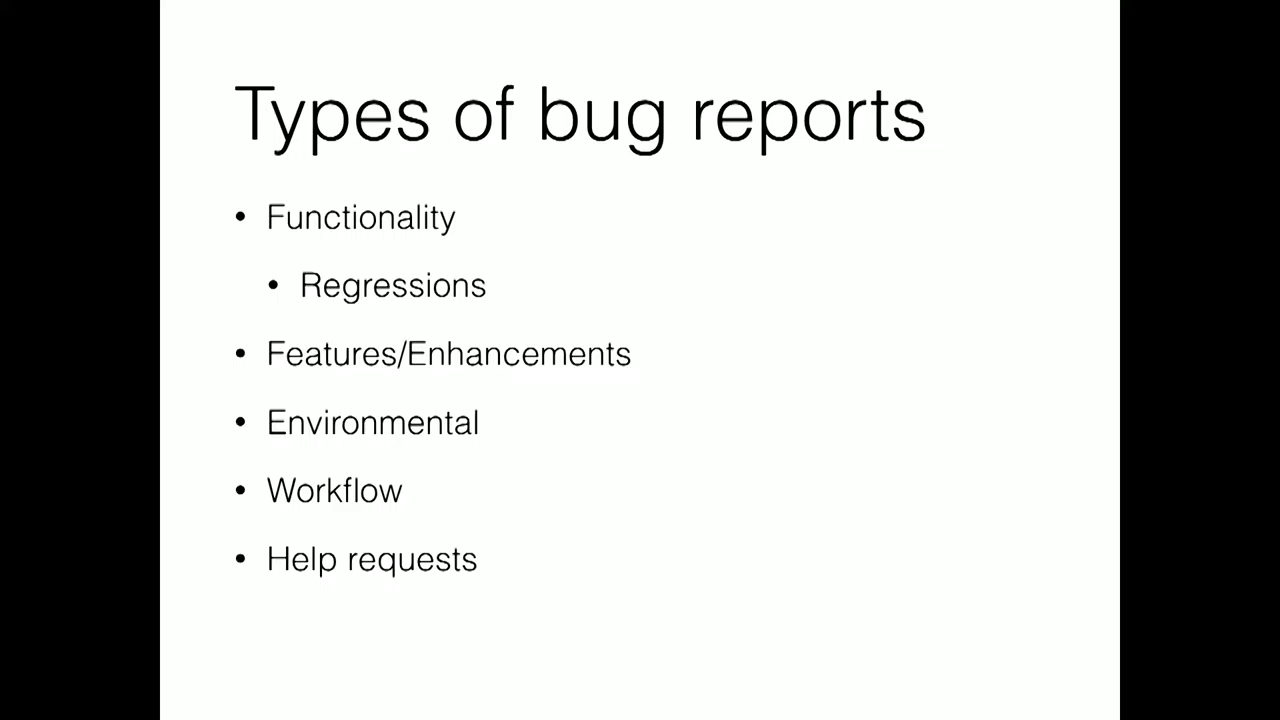 Types of bug reports
• Functionality
• Regressions
• Features/Enhancements
• Environmental
• Workflow
• Help requests